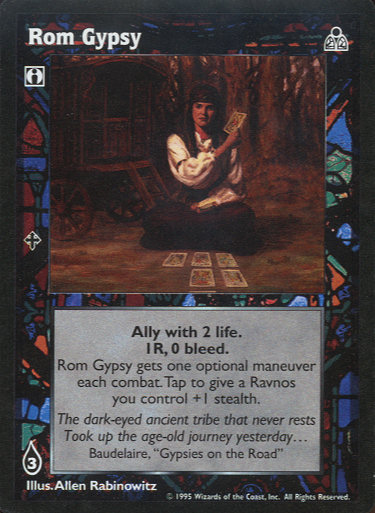 Rom Gypsy
Ally with 2 life.
1R, 0 bleed.
Rom Gypsy gets one optional maneuver
each combat. Tap to give a Ravnos
you control +1 stealth.
The dark-eyed ancient tribe that never rests
Took up the age-old journey yesterday…
Baudelaire, “Gypsies on the Road”
3
Illus. Allen Rabinowitz
© 1995 Wizards of the Coast, Inc. All Rights Reserved.